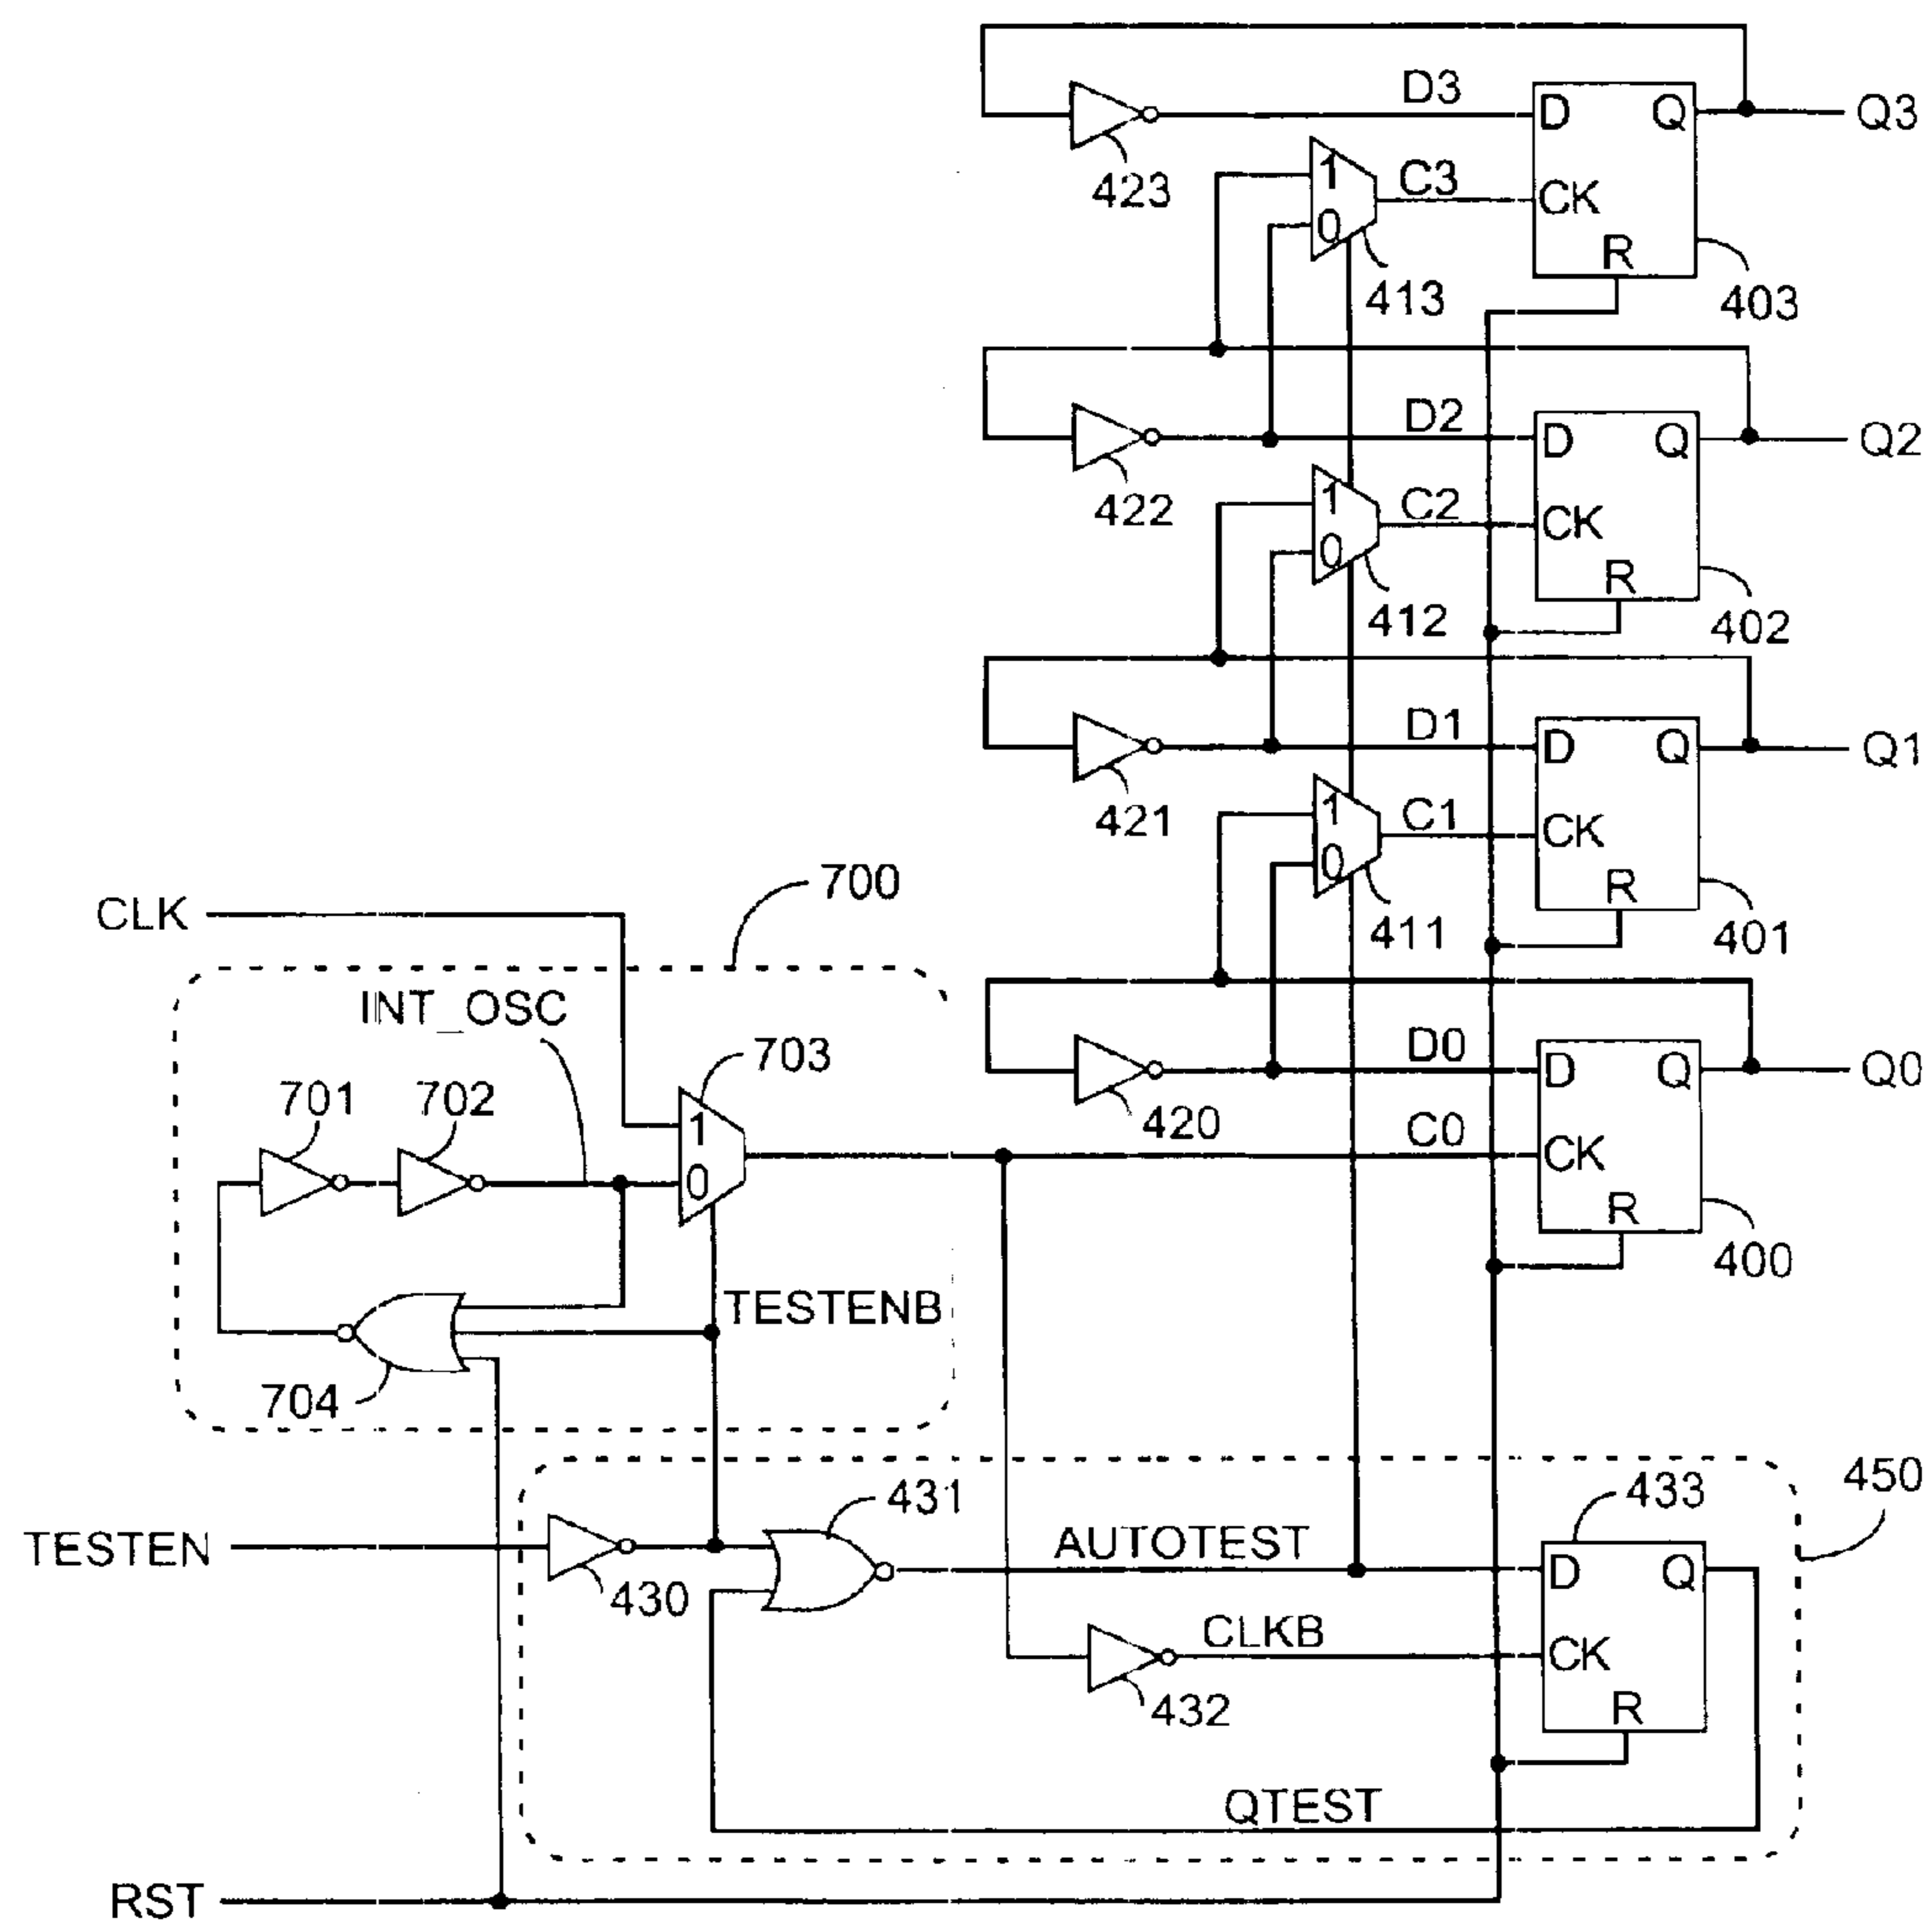 D3
D Q Q3
423
1 C3 CK
0
R
413
403
D2
D Q Q2
422
1 C2 CK
0
R
412
402
D1
D Q Q1
421
1 C1 CK
0
R
411
401
CLK
700
INT_OSC
D0
D Q Q0
703
420
701 702
1 C0 CK
0
R
400
TESTENB
704
450
431 433
TESTEN
AUTOTEST
D Q
430
CLKB
CK
432
R
QTEST
RST